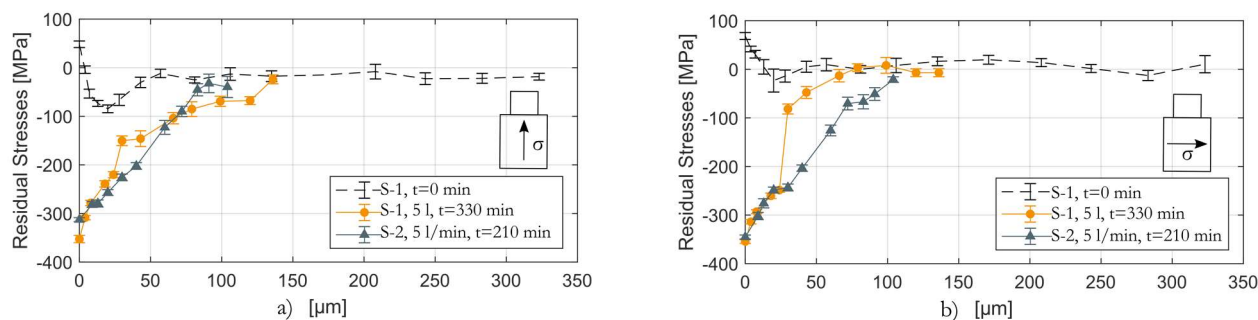 Residual Stresses [MPa]
100
0
-100
-200
-300
-400
σ
S-1, t=0 min
S-1, 5 l, t=330 min
S-2, 5 l/min, t=210 min
0 50 100 150 200 250 300 350
a) [μm]
Residual Stresses [MPa]
100
0
-100
-200
-300
-400
σ
S-1, t=0 min
S-1, 5 l, t=330 min
S-2, 5 l/min, t=210 min
0 50 100 150 200 250 300 350
b) [μm]